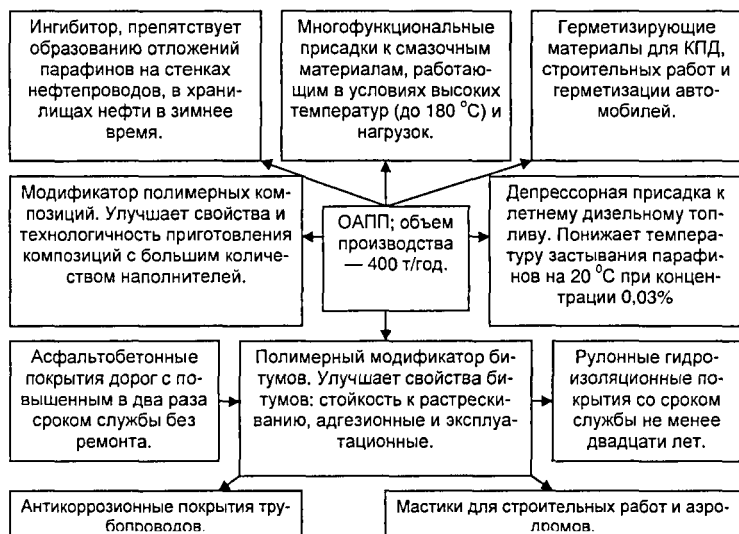 Ингибитор, препятствует
образованию отложений
парафинов на стенках
нефтепроводов, в храни-
лищах нефти в зимнее
время.
Многофункциональные
присадки к смазочным
материалам, работаю-
щим в условиях высоких
температур (до 180 °С) и
нагрузок.
Герметизирующие
материалы для КПД,
строительных работ и
герметизации авто-
мобилей.
Модификатор полимерных ком-
позиций. Улучшает свойства и
технологичность приготовления
композиций с большим количе-
ством наполнителей.
ОАПП; объем
производства
— 400 т/год.
Депрессорная присадка к
летнему дизельному топ-
ливу. Понижает темпера-
туру застывания парафи-
нов на 20 °С при концен-
трации 0,03%
Асфальтобетонные
покрытия дорог с по-
вышенным в два раза
сроком службы без
ремонта.
Полимерный модификатор би-
тумов. Улучшает свойства би-
тумов: стойкость к растрески-
ванию, адгезионные и эксплуа-
тационные.
Рулонные гидро-
изоляционные по-
крытия со сроком
службы не менее
двадцати лет.
Антикоррозионные покрытия тру-
бопроводов.
Мастики для строительных работ и аэро-
дромов.